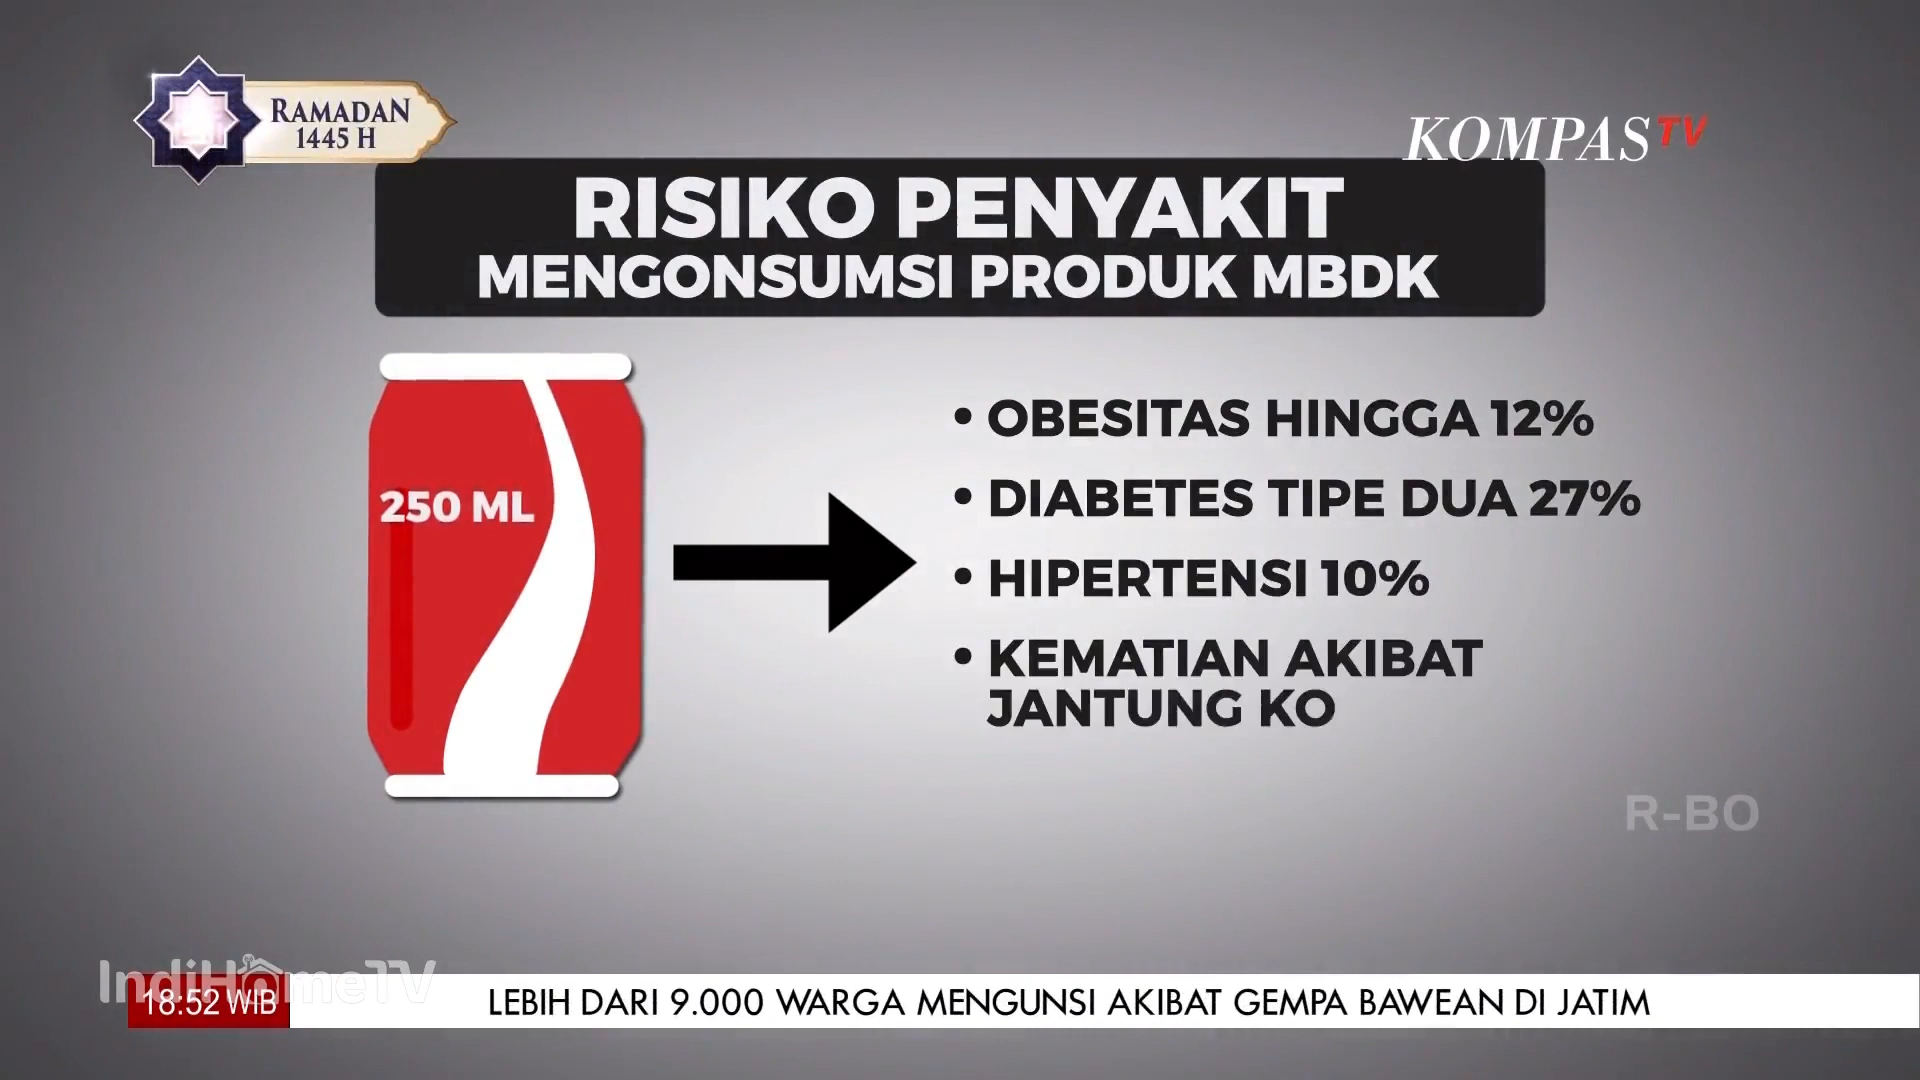 RAMADAN
1445 H
KOMPAS TV
RISIKO PENYAKIT
MENGONSUMSI PRODUK MBDK
250 ML
• OBESITAS HINGGA 12%
• DIABETES TIPE DUA 27%
• HIPERTENSI 10%
• KEMATIAN AKIBAT
JANTUNG KO
R-BO
IndiHomeTV
18:52 WIB
LEBIH DARI 9.000 WARGA MENGUNSI AKIBAT GEMPA BAWEAN DI JATIM